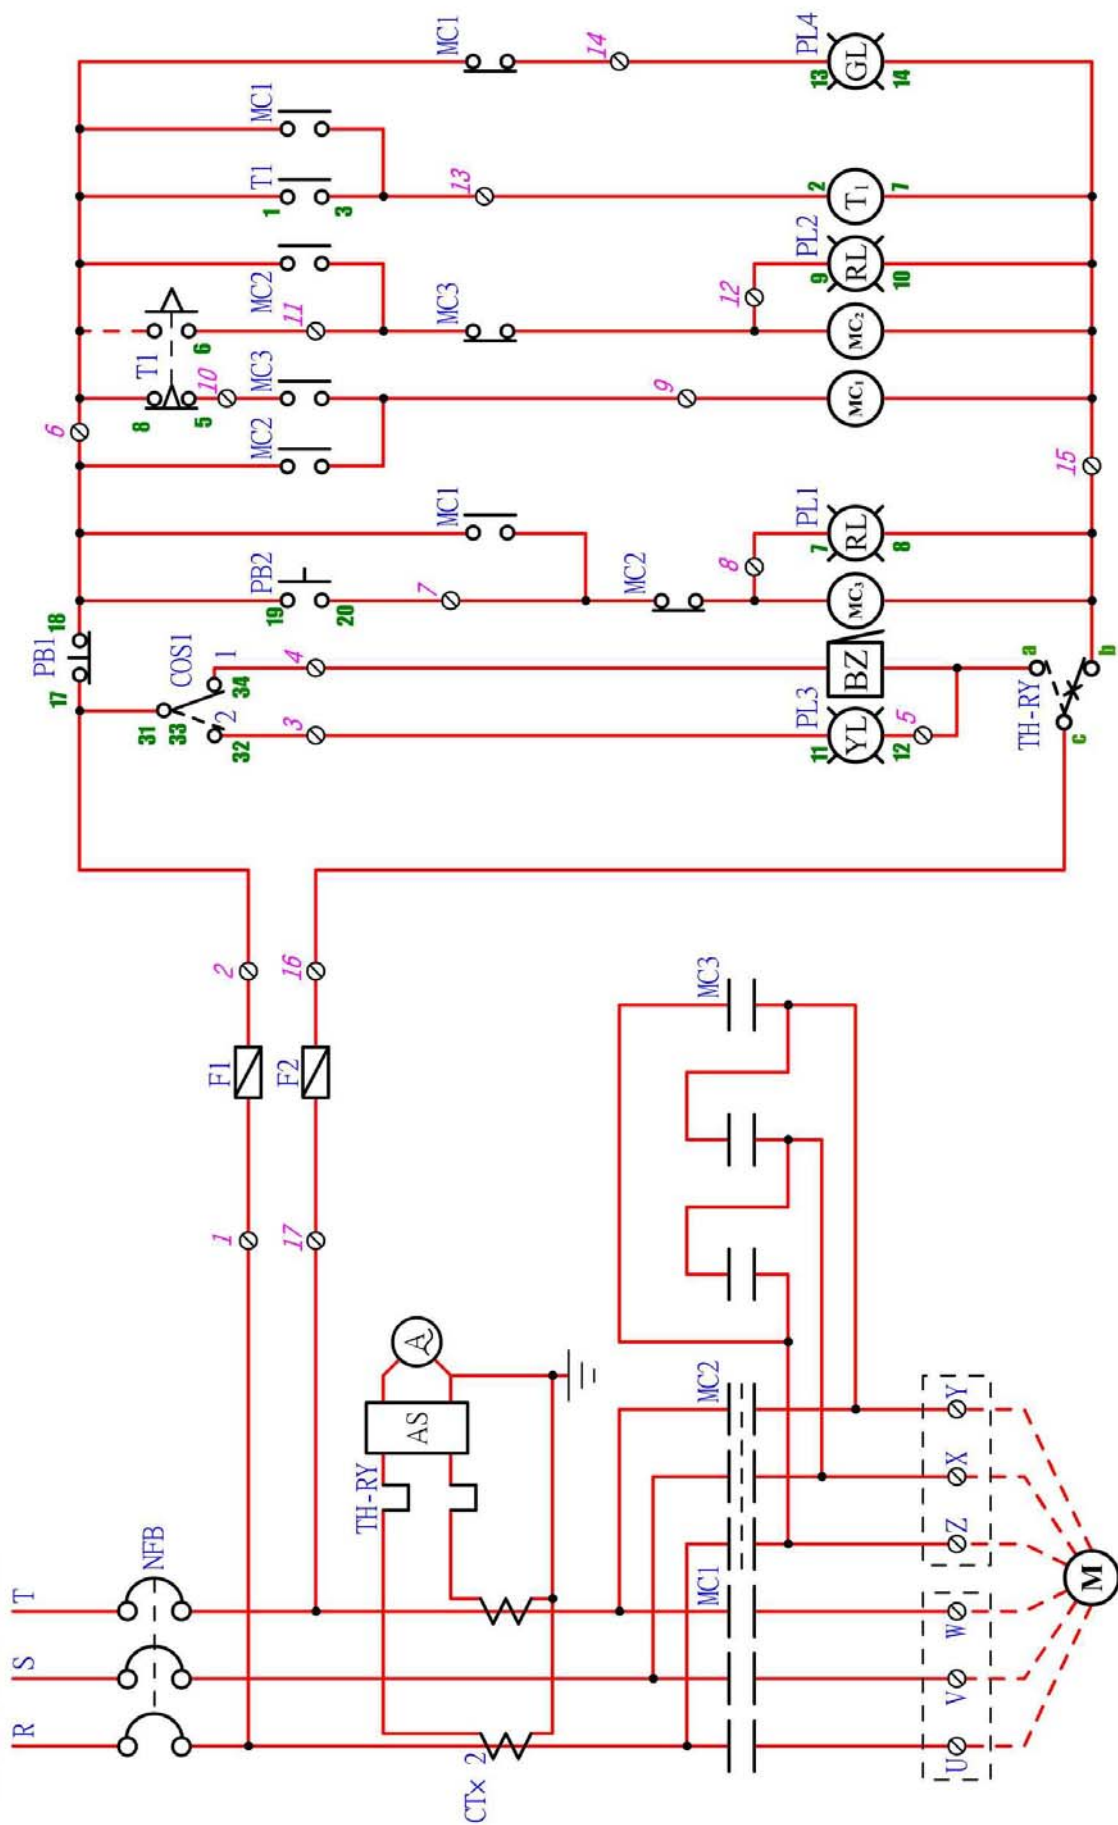 R
S
T
NFB
CT× 2
TH-RY
AS
A
1
17
F1
F2
2
16
MC1
MC2
MC3
U
V
W
Z
X
Y
M
PB1
17
18
6
31
33
COS1
1
2
34
32
3
4
PB2
19
20
7
MC1
MC2
8
MC2
MC3
T1
8
5
10
6
11
MC2
MC3
9
12
T1
1
3
MC1
13
MC1
14
PL3
11
YL
12
5
BZ
MC3
PL1
7
RL
8
MC1
MC2
PL2
9
RL
10
2
T1
7
PL4
13
GL
14
TH-RY
a
b
c
15